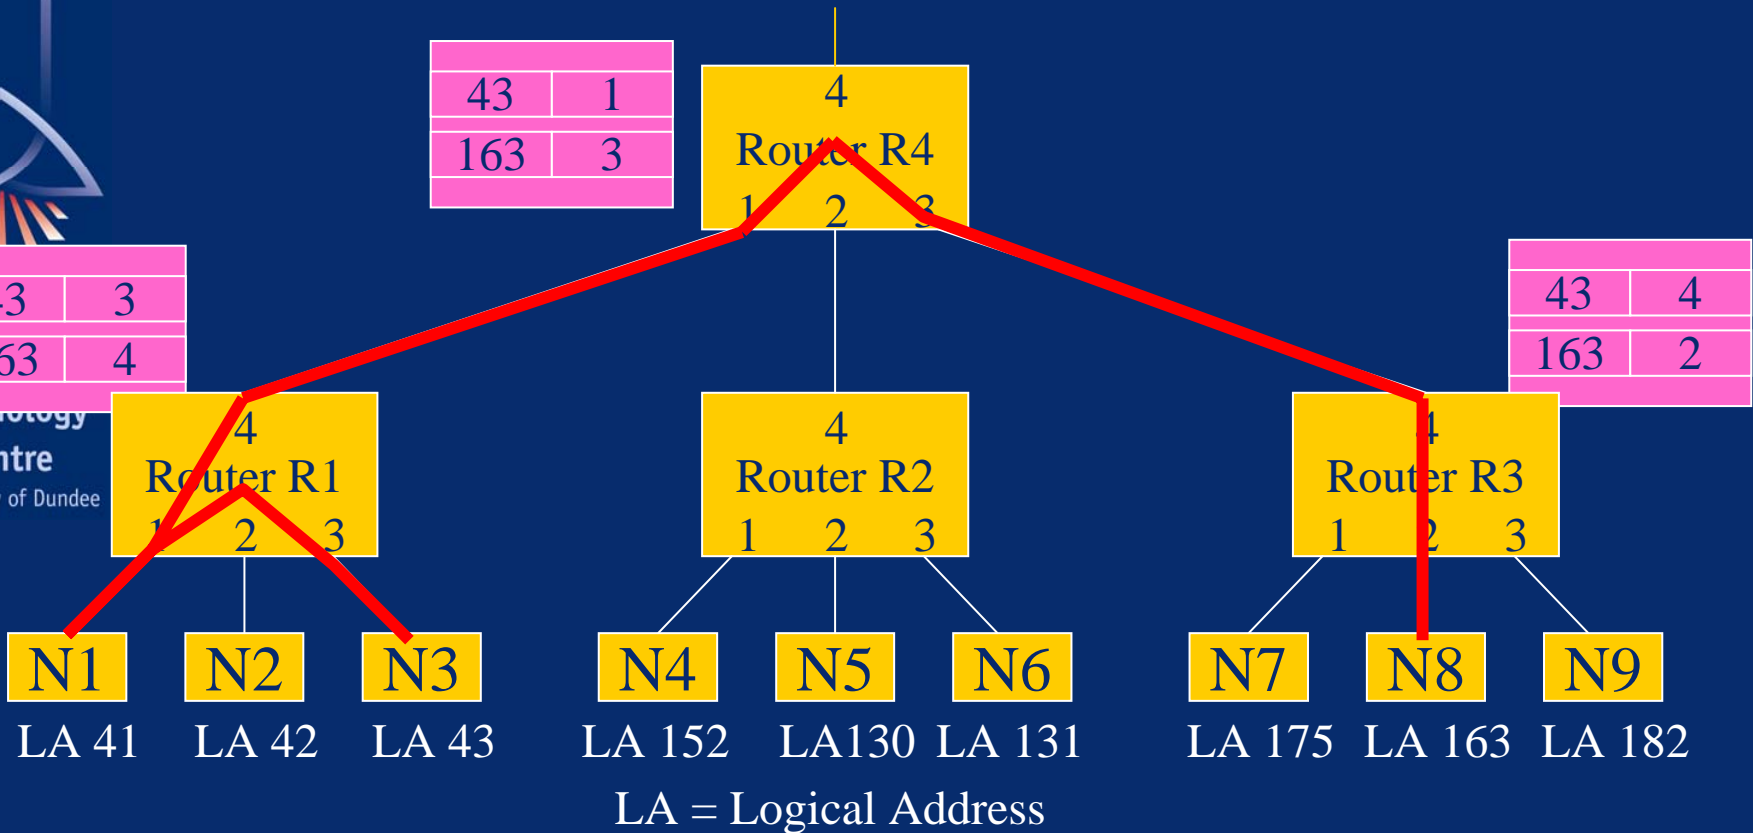 43 1
4
163 3
Router R4
1 2 3
3
4
43 4
163 2
4
4
4
ntre
Router R1
Router R2
Router R3
of Dundee
1 2 3
1 2 3
1 2 3
N1 N2 N3 N4 N5 N6 N7 N8 N9
LA 41 LA 42 LA 43 LA 152 LA130 LA 131 LA 175 LA 163 LA 182
LA = Logical Address